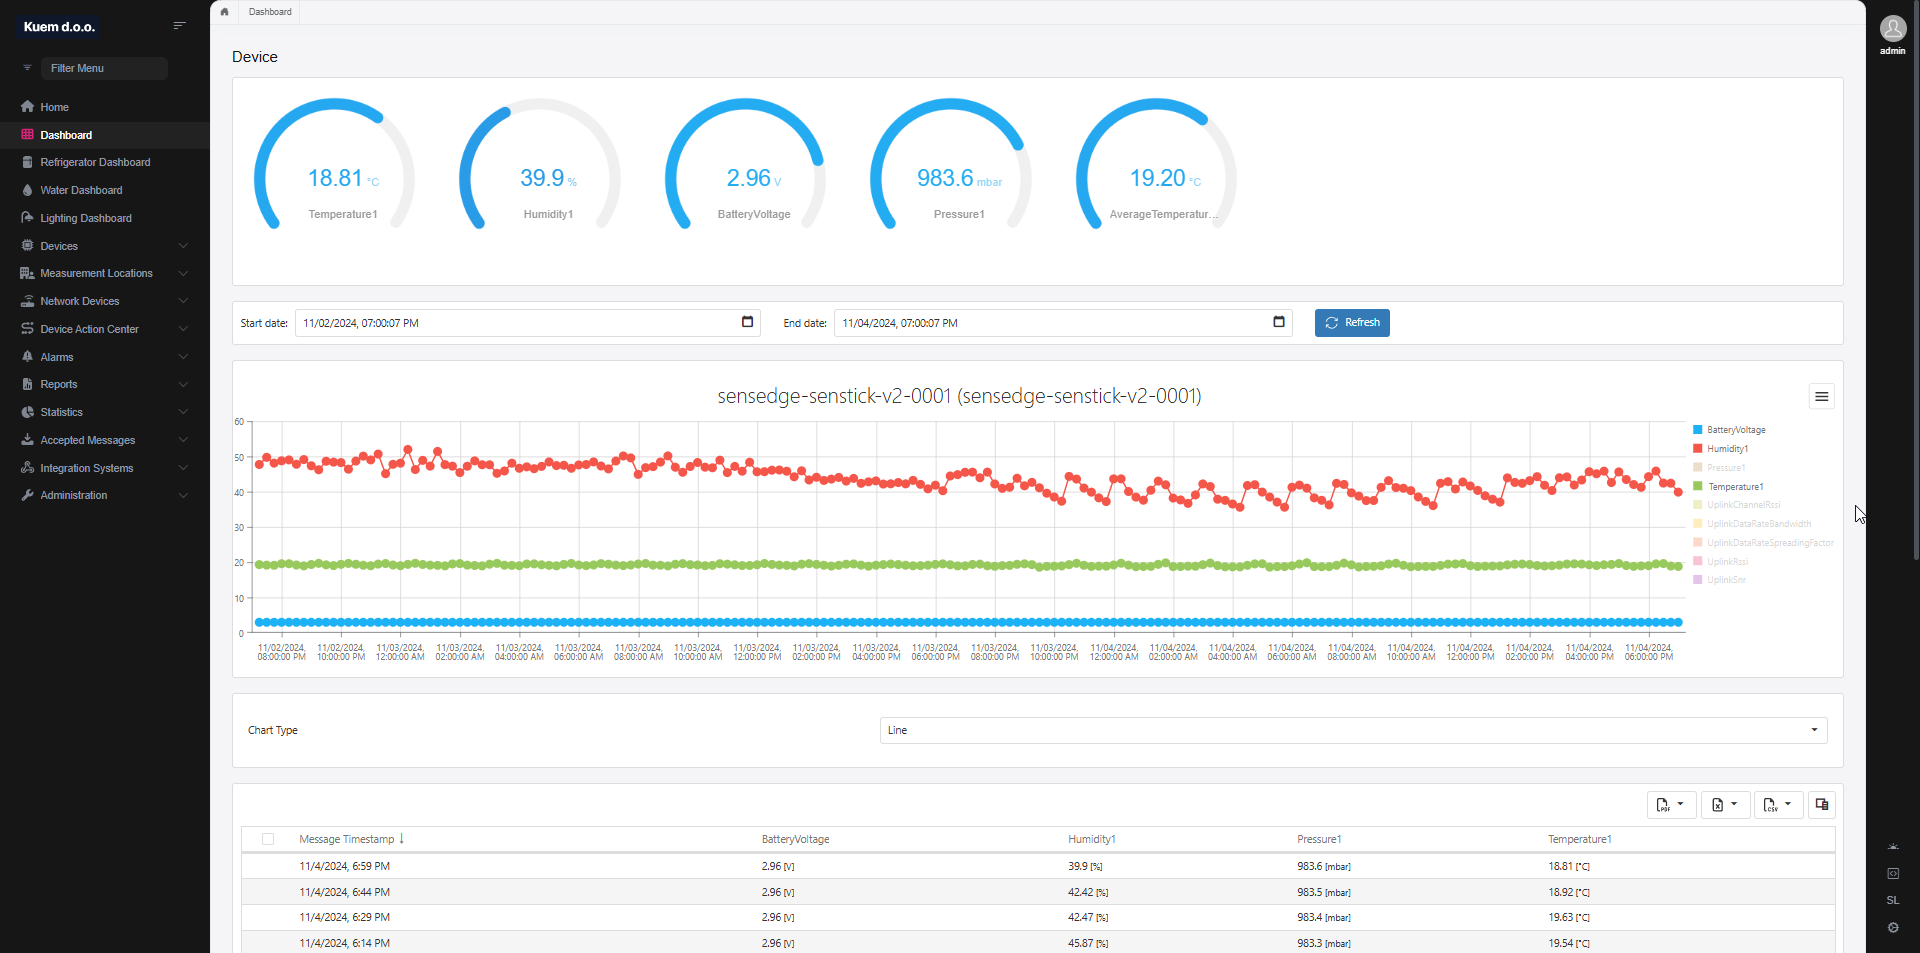 Kuem d.o.o.
Filter Menu
Home
Dashboard
Refrigerator Dashboard
Water Dashboard
Lighting Dashboard
Devices
Measurement Locations
Network Devices
Device Action Center
Alarms
Reports
Statistics
Accepted Messages
Integration Systems
Administration
Dashboard
Device
18.81 °C
Temperature1
39.9 %
Humidity1
2.96 V
BatteryVoltage
983.6 mbar
Pressure1
19.20 °C
AverageTemperatur...
Start date: 11/02/2024, 07:00:07 PM End date: 11/04/2024, 07:00:07 PM Refresh
sensedge-senstick-v2-0001 (sensedge-senstick-v2-0001)
60
50
40
30
20
10
0
11/02/2024, 08:00:00 PM
11/02/2024, 10:00:00 PM
11/03/2024, 12:00:00 AM
11/03/2024, 02:00:00 AM
11/03/2024, 04:00:00 AM
11/03/2024, 06:00:00 AM
11/03/2024, 08:00:00 AM
11/03/2024, 10:00:00 AM
11/03/2024, 12:00:00 PM
11/03/2024, 02:00:00 PM
11/03/2024, 04:00:00 PM
11/03/2024, 06:00:00 PM
11/03/2024, 08:00:00 PM
11/03/2024, 10:00:00 PM
11/04/2024, 12:00:00 AM
11/04/2024, 02:00:00 AM
11/04/2024, 04:00:00 AM
11/04/2024, 06:00:00 AM
11/04/2024, 08:00:00 AM
11/04/2024, 10:00:00 AM
11/04/2024, 12:00:00 PM
11/04/2024, 02:00:00 PM
11/04/2024, 04:00:00 PM
11/04/2024, 06:00:00 PM
BatteryVoltage
Humidity1
Pressure1
Temperature1
UplinkChannelRssi
UplinkDataRateBandwidth
UplinkDataRateSpreadingFactor
UplinkRssi
UplinkSnr
Chart Type Line
PDF
CSV
Message Timestamp BatteryVoltage Humidity1 Pressure1 Temperature1
11/4/2024, 6:59 PM 2.96 [V] 39.9 [%] 983.6 [mbar] 18.81 [°C]
11/4/2024, 6:44 PM 2.96 [V] 42.42 [%] 983.5 [mbar] 18.92 [°C]
11/4/2024, 6:29 PM 2.96 [V] 42.47 [%] 983.4 [mbar] 19.63 [°C]
11/4/2024, 6:14 PM 2.96 [V] 45.87 [%] 983.3 [mbar] 19.54 [°C]
admin
SL